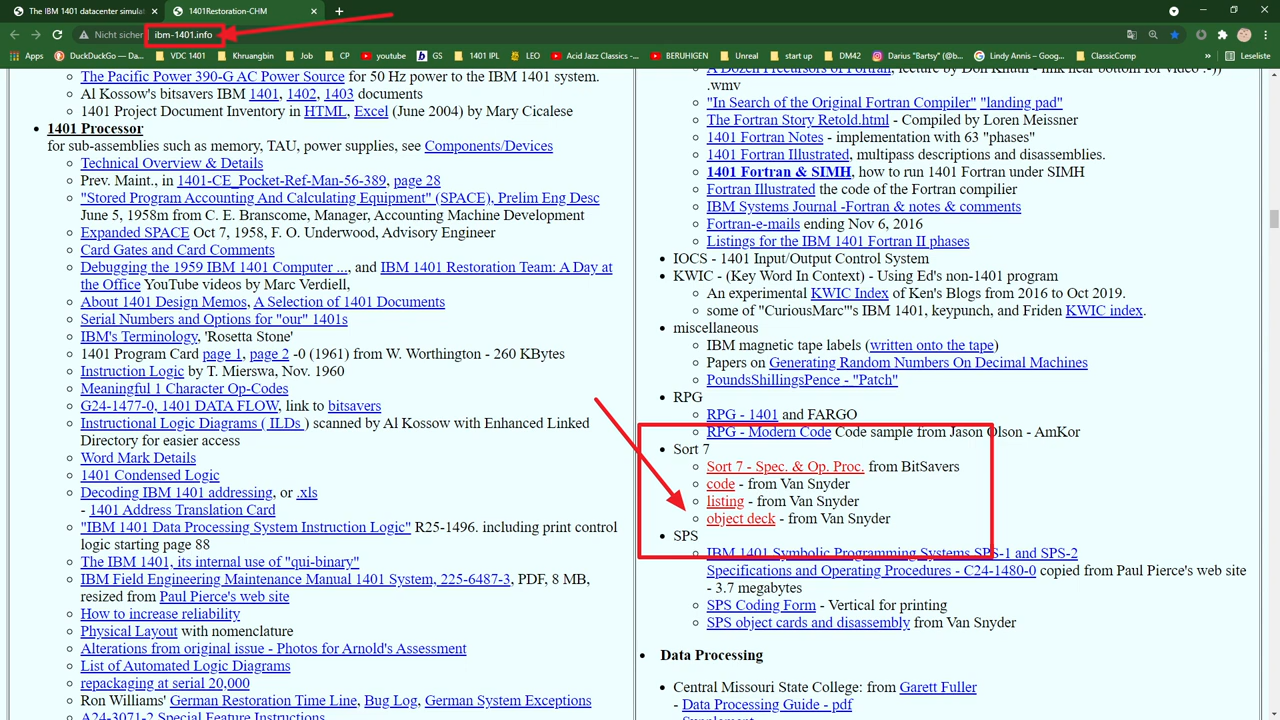 The IBM 1401 datacenter simulat
1401Restoration-CHM
Nicht sicher
ibm-1401.info
Apps
DuckDuckGo — Da...
VDC 1401
Khruangbin
Job
CP
youtube
GS
1401 IPL
LEO
Acid Jazz Classics -...
BERUHIGEN
Unreal
start up
DM42
Darius "Bartsy" (@b...
Lindy Annis – Goog...
ClassicComp
»
Leseliste
The Pacific Power 390-G AC Power Source for 50 Hz power to the IBM 1401 system.
Al Kossow's bitsavers IBM 1401, 1402, 1403 documents
1401 Project Document Inventory in HTML, Excel (June 2004) by Mary Cicalese
1401 Processor
for sub-assemblies such as memory, TAU, power supplies, see Components/Devices
Technical Overview & Details
Prev. Maint., in 1401-CE_Pocket-Ref-Man-56-389, page 28
"Stored Program Accounting And Calculating Equipment" (SPACE), Prelim Eng Desc
June 5, 1958m from C. E. Branscome, Manager, Accounting Machine Development
Expanded SPACE Oct 7, 1958, F. O. Underwood, Advisory Engineer
Card Gates and Card Comments
Debugging the 1959 IBM 1401 Computer ..., and IBM 1401 Restoration Team: A Day at
the Office YouTube videos by Marc Verdiell,
About 1401 Design Memos, A Selection of 1401 Documents
Serial Numbers and Options for "our" 1401s
IBM's Terminology, 'Rosetta Stone'
1401 Program Card page 1, page 2 -0 (1961) from W. Worthington - 260 KBytes
Instruction Logic by T. Mierswa, Nov. 1960
Meaningful 1 Character Op-Codes
G24-1477-0, 1401 DATA FLOW, link to bitsavers
Instructional Logic Diagrams ( ILDs ) scanned by Al Kossow with Enhanced Linked
Directory for easier access
Word Mark Details
1401 Condensed Logic
Decoding IBM 1401 addressing, or .xls
- 1401 Address Translation Card
"IBM 1401 Data Processing System Instruction Logic" R25-1496. including print control
logic starting page 88
The IBM 1401, its internal use of "qui-binary"
IBM Field Engineering Maintenance Manual 1401 System, 225-6487-3, PDF, 8 MB,
resized from Paul Pierce's web site
How to increase reliability
Physical Layout with nomenclature
Alterations from original issue - Photos for Arnold's Assessment
List of Automated Logic Diagrams
repackaging at serial 20,000
Ron Williams' German Restoration Time Line, Bug Log, German System Exceptions
A24-3071-2 Special Feature Instructions
A Dozen Precursors of Fortran, lecture by Don Knuth - link near bottom for video :-))
.wmv
"In Search of the Original Fortran Compiler" "landing pad"
The Fortran Story Retold.html - Compiled by Loren Meissner
1401 Fortran Notes - implementation with 63 "phases"
1401 Fortran Illustrated, multipass descriptions and disassemblies.
1401 Fortran & SIMH, how to run 1401 Fortran under SIMH
Fortran Illustrated the code of the Fortran compilier
IBM Systems Journal -Fortran & notes & comments
Fortran-e-mails ending Nov 6, 2016
Listings for the IBM 1401 Fortran II phases
IOCS - 1401 Input/Output Control System
KWIC - (Key Word In Context) - Using Ed's non-1401 program
An experimental KWIC Index of Ken's Blogs from 2016 to Oct 2019.
some of "CuriousMarc"'s IBM 1401, keypunch, and Friden KWIC index.
miscellaneous
IBM magnetic tape labels (written onto the tape)
Papers on Generating Random Numbers On Decimal Machines
PoundsShillingsPence - "Patch"
RPG
RPG - 1401 and FARGO
RPG - Modern Code Code sample from Jason Olson - AmKor
Sort 7
Sort 7 - Spec. & Op. Proc. from BitSavers
code - from Van Snyder
listing - from Van Snyder
object deck - from Van Snyder
SPS
IBM 1401 Symbolic Programming Systems SPS-1 and SPS-2
Specifications and Operating Procedures - C24-1480-0 copied from Paul Pierce's web site
- 3.7 megabytes
SPS Coding Form - Vertical for printing
SPS object cards and disassembly from Van Snyder
Data Processing
Central Missouri State College: from Garett Fuller
- Data Processing Guide - pdf